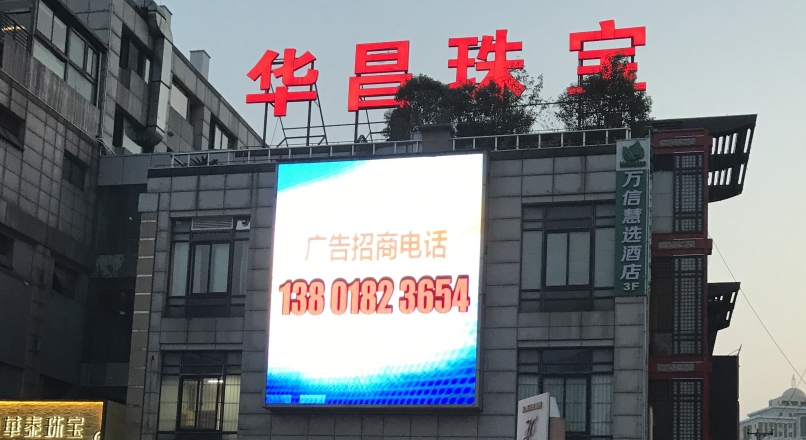 华昌珠宝
广告招商电话
138 0182 3654
万信慧选酒店
3F
華泰珠宝